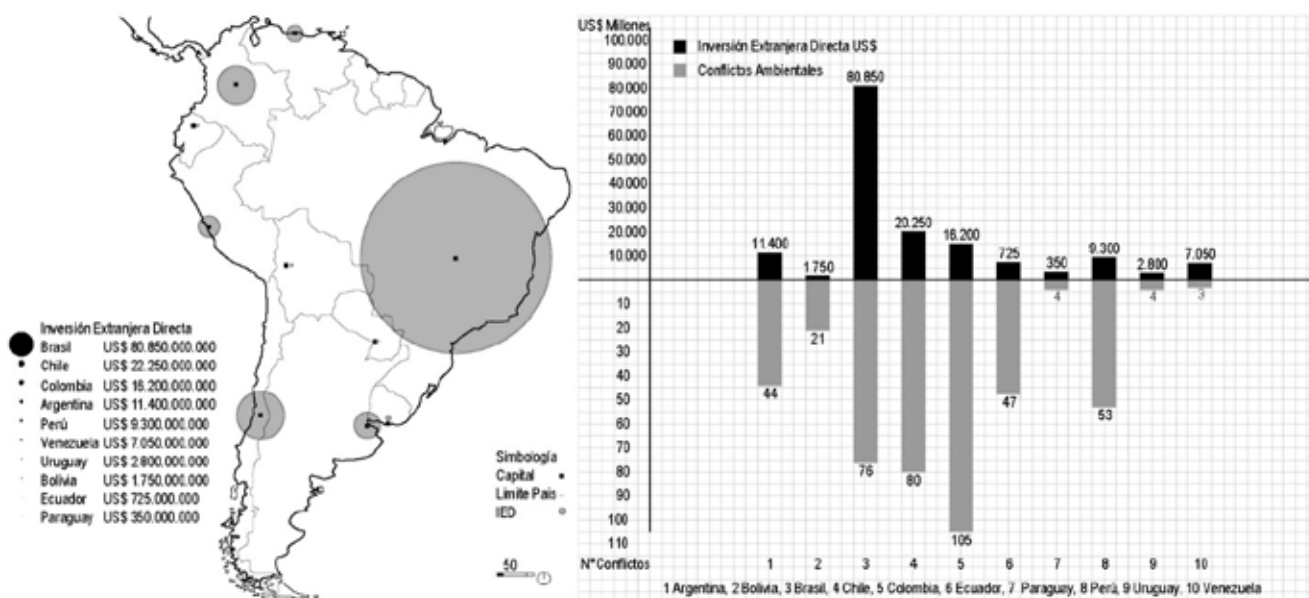 Inversión Extranjera Directa
Brasil US$ 80.850.000.000
Chile US$ 22.250.000.000
Colombia US$ 16.200.000.000
Argentina US$ 11.400.000.000
Perú US$ 9.300.000.000
Venezuela US$ 7.050.000.000
Uruguay US$ 2.800.000.000
Bolivia US$ 1.750.000.000
Ecuador US$ 725.000.000
Paraguay US$ 350.000.000
Simbología
Capital
Límite País
IED
50
US$ Millones
100.000
90.000
80.000
70.000
60.000
50.000
40.000
30.000
20.000
10.000
Inversión Extranjera Directa US$
Conflictos Ambientales
11.400
1.750
80.850
20.250
16.200
725
350
9.300
2.800
7.050
10
20
30
40
50
60
70
80
90
100
110
44
21
76
80
105
47
4
53
4
3
N°Conflictos 1 2 3 4 5 6 7 8 9 10
1 Argentina, 2 Bolivia, 3 Brasil, 4 Chile, 5 Colombia, 6 Ecuador, 7 Paraguay, 8 Perú, 9 Uruguay, 10 Venezuela